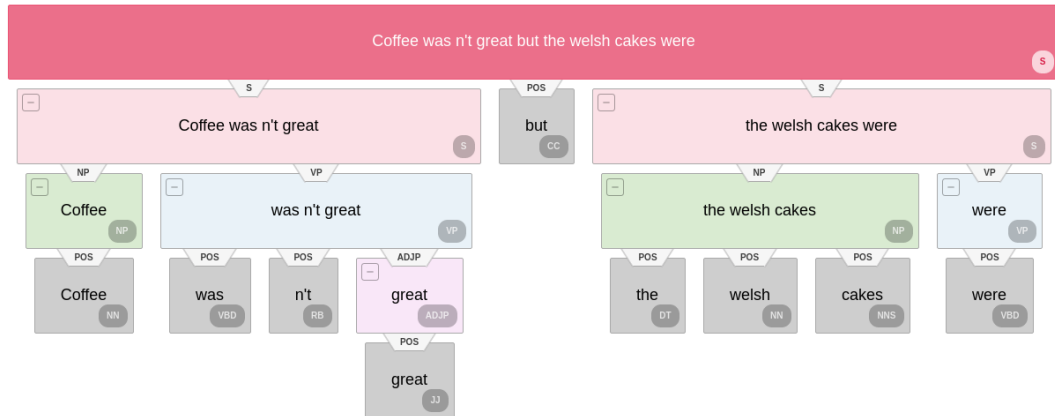 Coffee was n't great but the welsh cakes were
S
S POS S
− Coffee was n't great S
but CC
− the welsh cakes were S
NP VP NP VP
− Coffee NP
− was n't great VP
− the welsh cakes NP
− were VP
POS POS POS ADJP POS POS POS POS
Coffee NN
was VBD
n't RB
− great ADJP
the DT
welsh NN
cakes NNS
were VBD
POS
great JJ